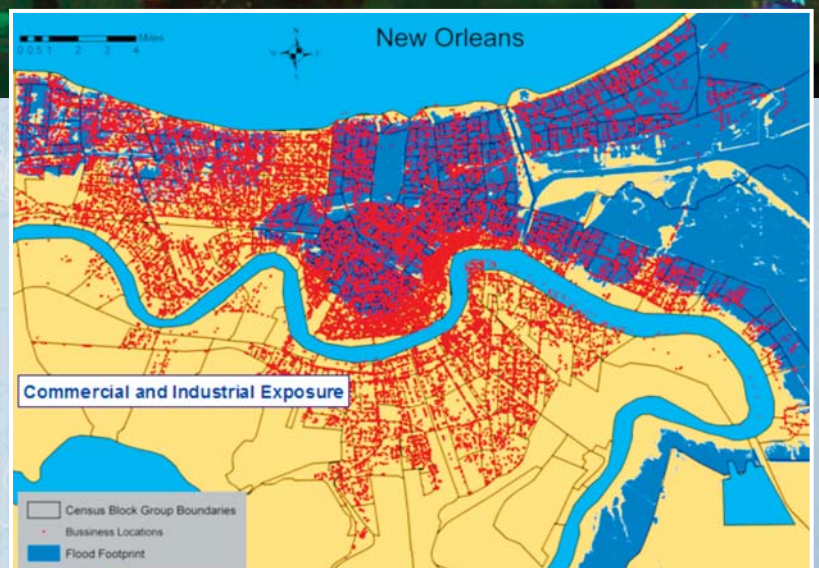 New Orleans
Miles
0 0.5 1 2 3 4
Commercial and Industrial Exposure
Census Block Group Boundaries
Bussiness Locations
Flood Footprint